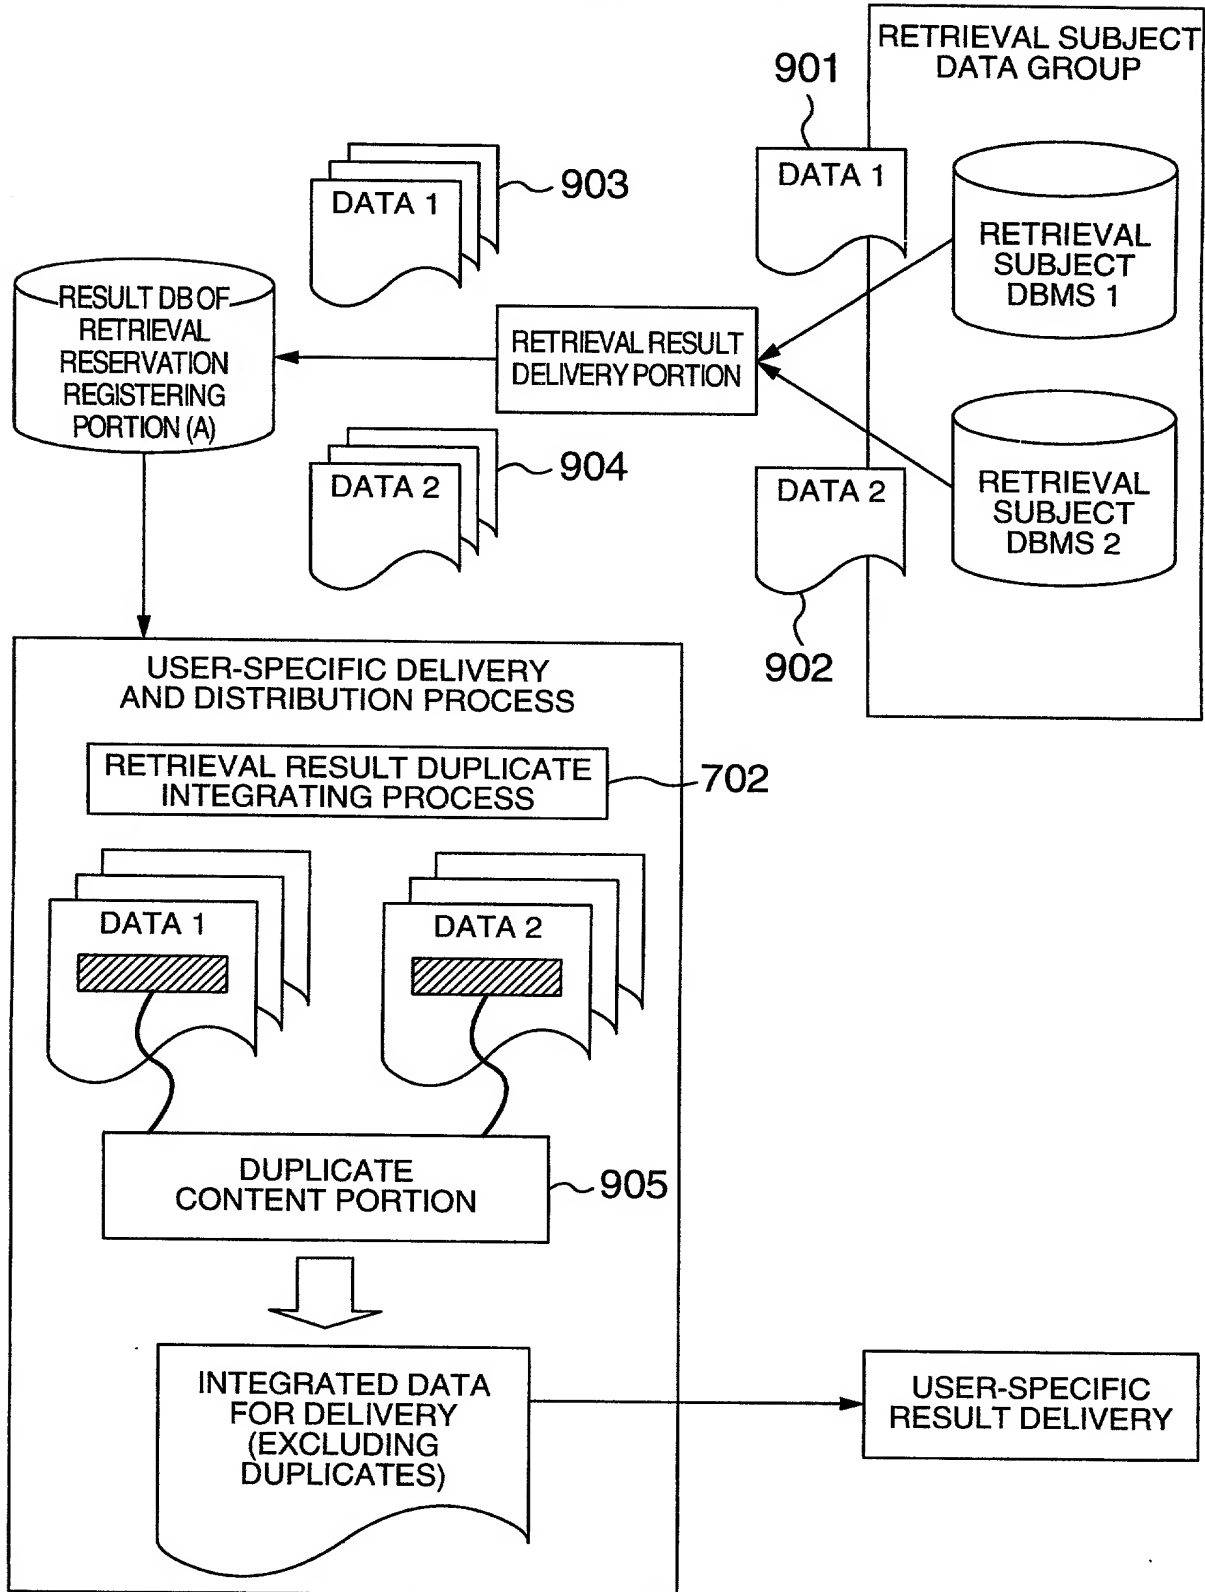 RETRIEVAL SUBJECT
DATA GROUP
901
DATA 1
RETRIEVAL
SUBJECT
DBMS 1
903
DATA 1
RESULT DB OF
RETRIEVAL
RESERVATION
REGISTERING
PORTION (A)
RETRIEVAL RESULT
DELIVERY PORTION
904
DATA 2
DATA 2
902
RETRIEVAL
SUBJECT
DBMS 2
USER-SPECIFIC DELIVERY
AND DISTRIBUTION PROCESS
RETRIEVAL RESULT DUPLICATE
INTEGRATING PROCESS
702
DATA 1
DATA 2
DUPLICATE
CONTENT PORTION
905
INTEGRATED DATA
FOR DELIVERY
(EXCLUDING
DUPLICATES)
USER-SPECIFIC
RESULT DELIVERY